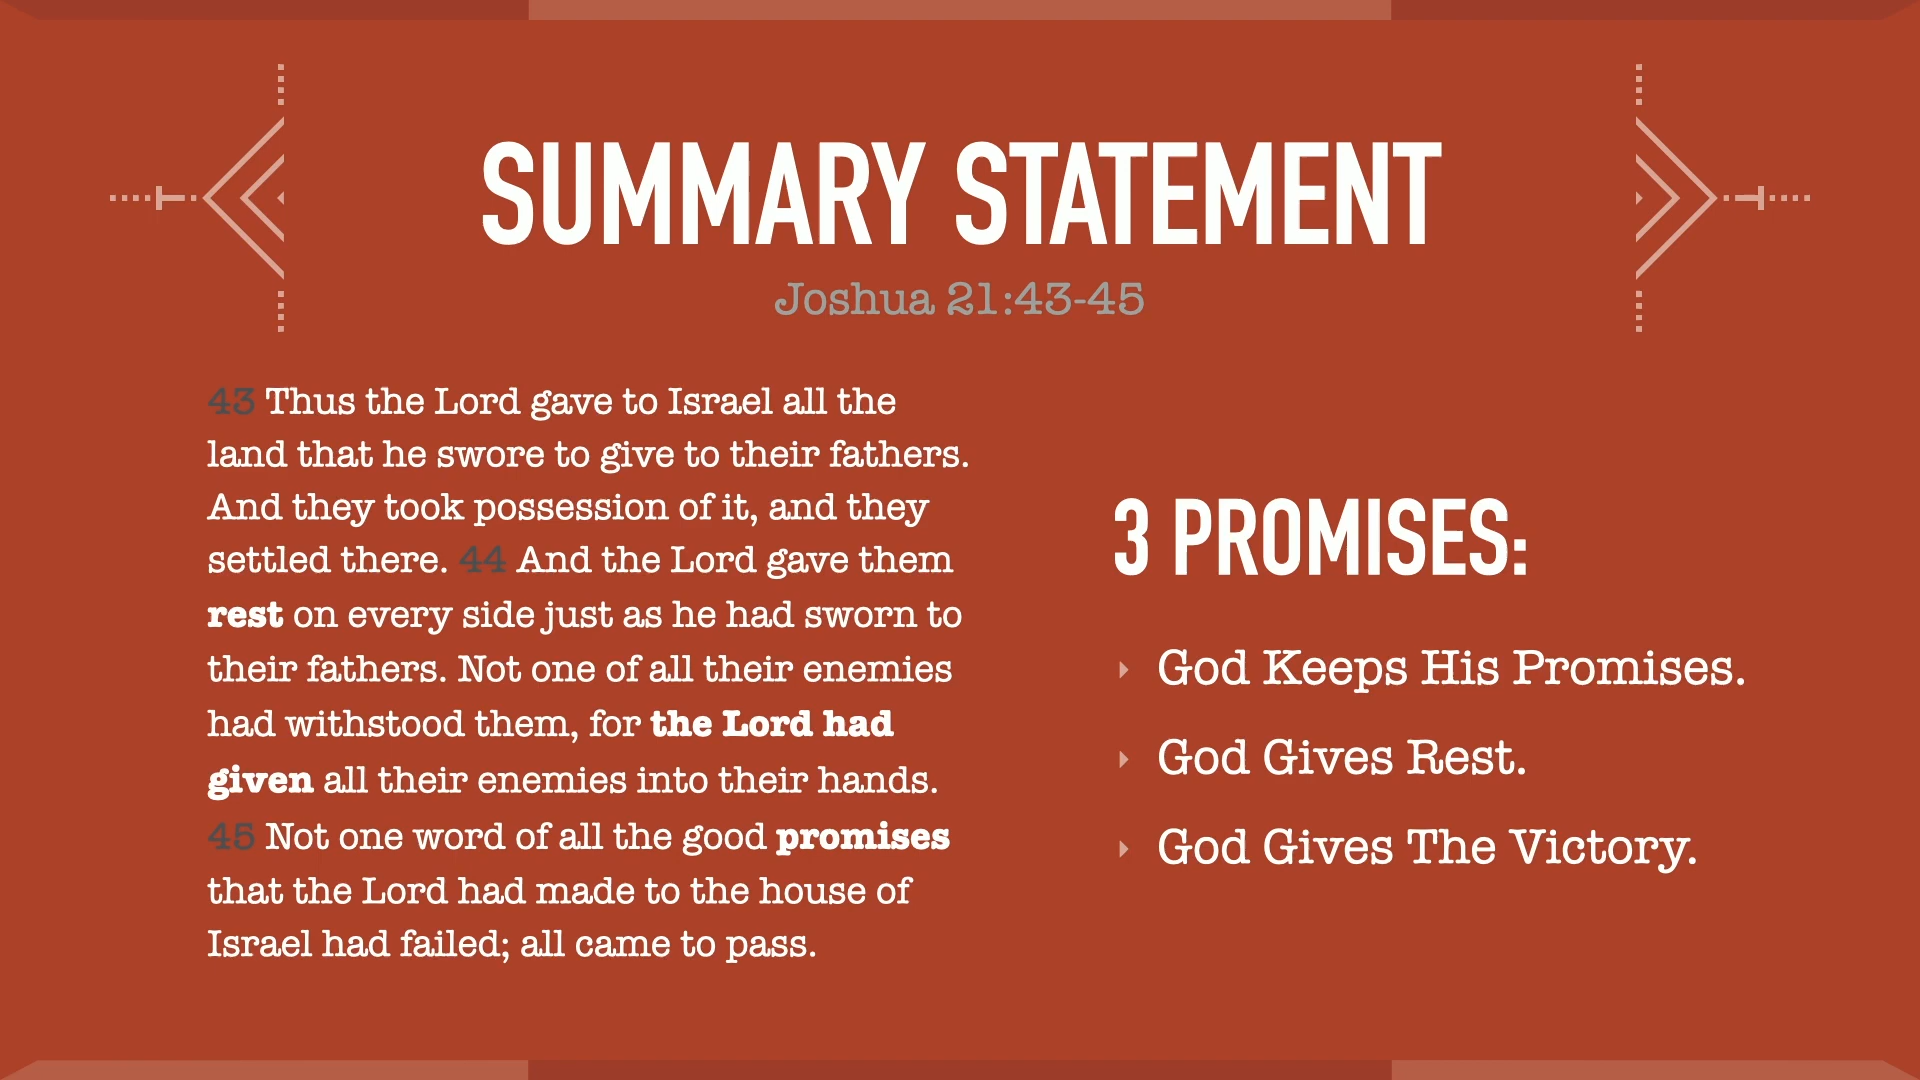 SUMMARY STATEMENT
Joshua 21:43-45
43 Thus the Lord gave to Israel all the
land that he swore to give to their fathers.
And they took possession of it, and they
settled there. 44 And the Lord gave them
rest on every side just as he had sworn to
their fathers. Not one of all their enemies
had withstood them, for the Lord had
given all their enemies into their hands.
45 Not one word of all the good promises
that the Lord had made to the house of
Israel had failed; all came to pass.
3 PROMISES:
God Keeps His Promises.
God Gives Rest.
God Gives The Victory.